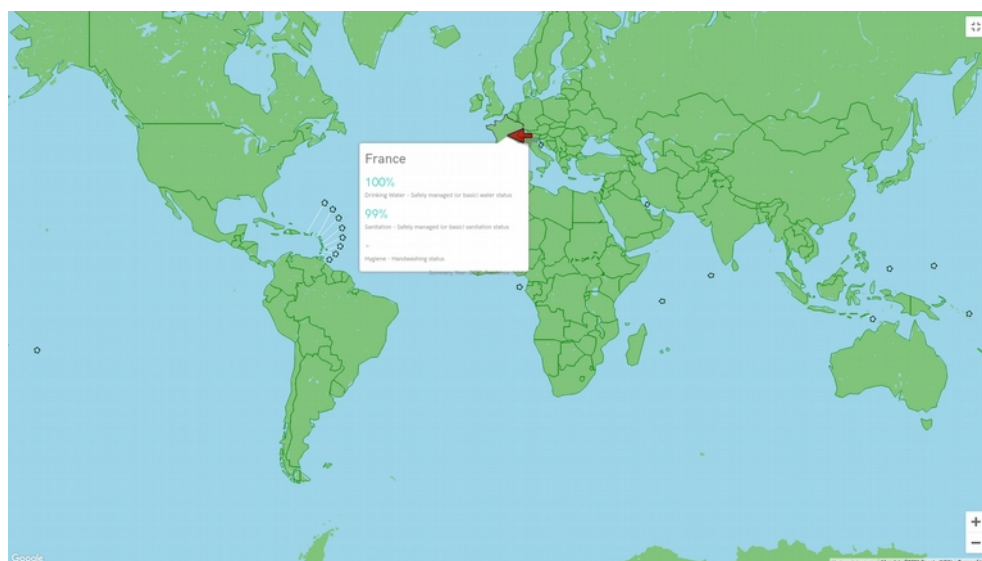 France
100%
Drinking Water - Safely managed (or basic) water status
99%
Sanitation - Safely managed (or basic) sanitation status
-
Hygiene - Handwashing status
Google